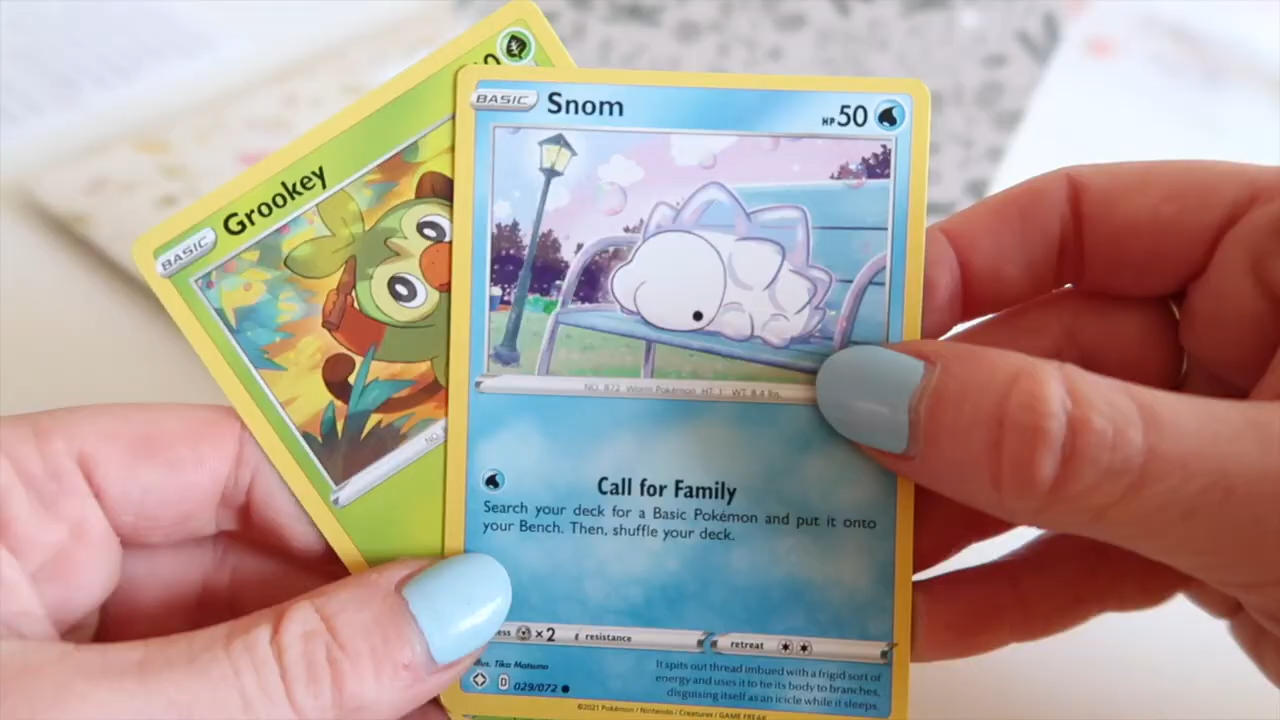 BASIC Grookey
BASIC Snom HP 50
NO. 872 Worm Pokémon HT: 1 WT: 8.4 lbs.
NO.
Call for Family
Search your deck for a Basic Pokémon and put it onto
your Bench. Then, shuffle your deck.
×2 resistance retreat
Illus. Tika Matsuno
D 029/072
It spits out thread imbued with a frigid sort of
energy and uses it to tie its body to branches,
disguising itself as an icicle while it sleeps.
©2021 Pokémon / Nintendo / Creatures / GAME FREAK